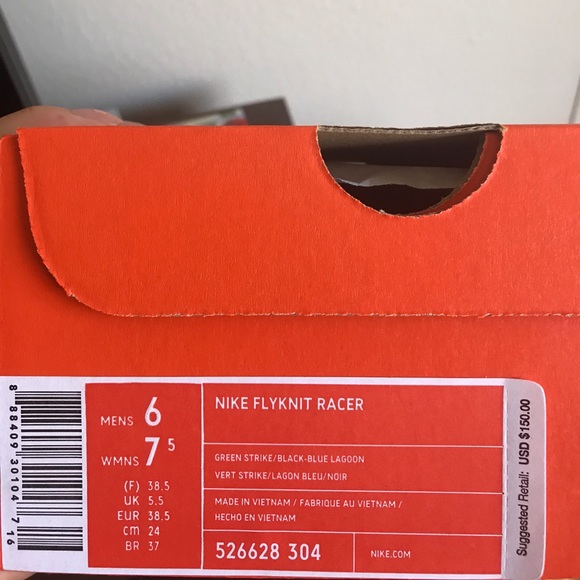 8 88409 30104 7 16
MENS 6
WMNS 7 5
(F) 38.5
UK 5.5
EUR 38.5
cm 24
BR 37
NIKE FLYKNIT RACER
GREEN STRIKE/BLACK-BLUE LAGOON
VERT STRIKE/LAGON BLEU/NOIR
MADE IN VIETNAM / FABRIQUE AU VIETNAM /
HECHO EN VIETNAM
526628 304
NIKE.COM
Suggested Retail: USD $150.00